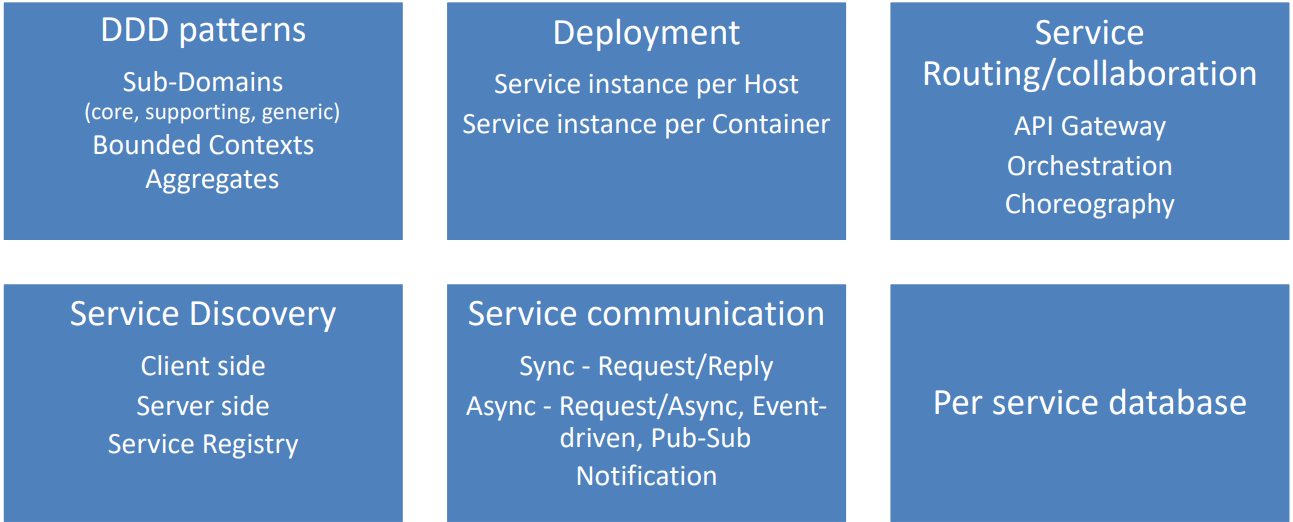 DDD patterns
Sub-Domains
(core, supporting, generic)
Bounded Contexts
Aggregates
Deployment
Service instance per Host
Service instance per Container
Service
Routing/collaboration
API Gateway
Orchestration
Choreography
Service Discovery
Client side
Server side
Service Registry
Service communication
Sync - Request/Reply
Async - Request/Async, Event-
driven, Pub-Sub
Notification
Per service database